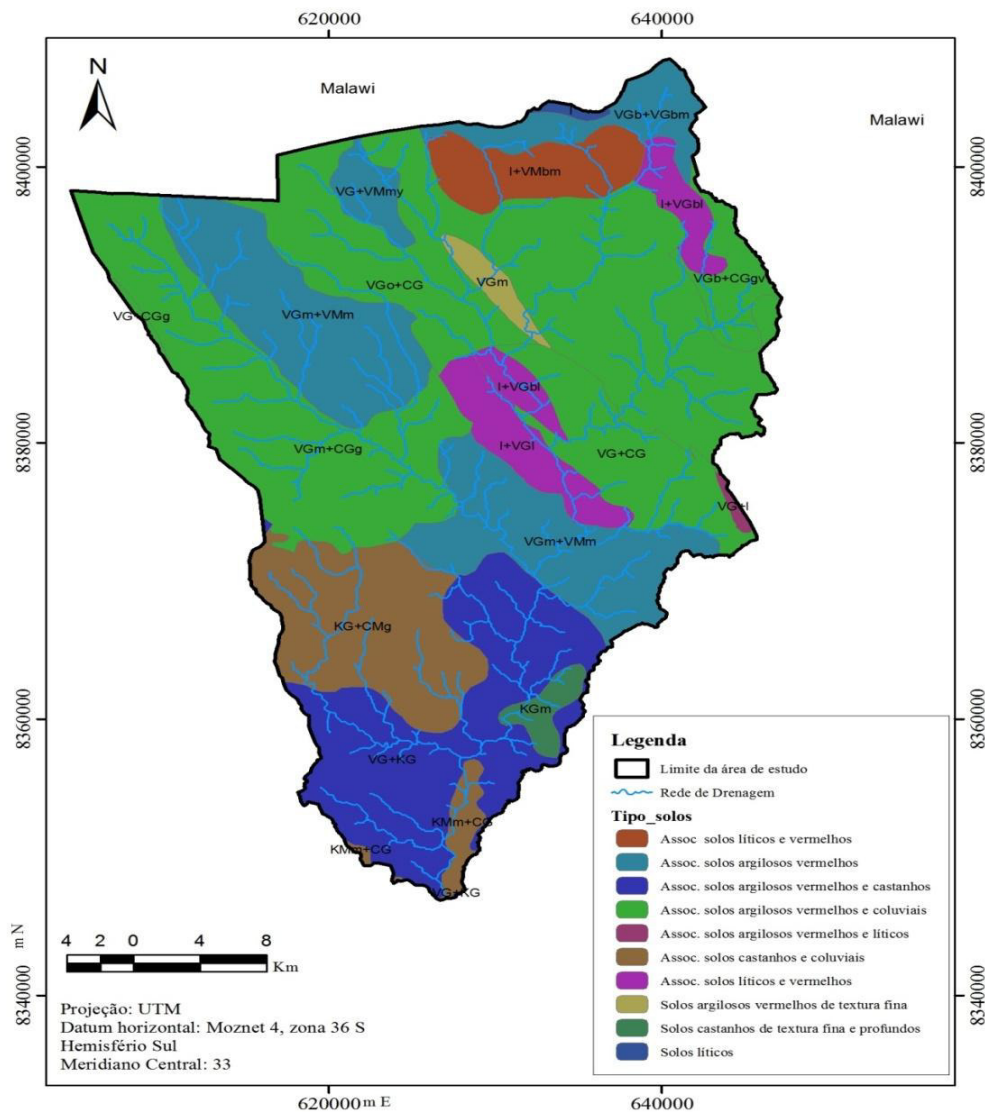 620000
640000
N
Malawi
Malawi
VGb+VGbm
I
8400000
8400000
I+VMbm
VG+VMmy
I+VGbl
VGb+CGgv
VGo+CG
VGm
VG+CGg
VGm+VMm
I+VGbl
8380000
8380000
VGm+CGg
I+VGl
VG+CG
VG+I
VGm+VMm
KG+CMg
KGm
8360000
8360000
VG+KG
KMm+CG
KMm+CG
VG+KG
Legenda
Limite da área de estudo
Rede de Drenagem
Tipo_solos
Assoc solos líticos e vermelhos
Assoc. solos argilosos vermelhos
Assoc. solos argilosos vermelhos e castanhos
Assoc. solos argilosos vermelhos e coluviais
Assoc. solos argilosos vermelhos e líticos
Assoc. solos castanhos e coluviais
Assoc. solos líticos e vermelhos
Solos argilosos vermelhos de textura fina
Solos castanhos de textura fina e profundos
Solos líticos
4 2 0 4 8
Km
m N
8340000
8340000
Projeção: UTM
Datum horizontal: Moznet 4, zona 36 S
Hemisfério Sul
Meridiano Central: 33
620000 m E
640000